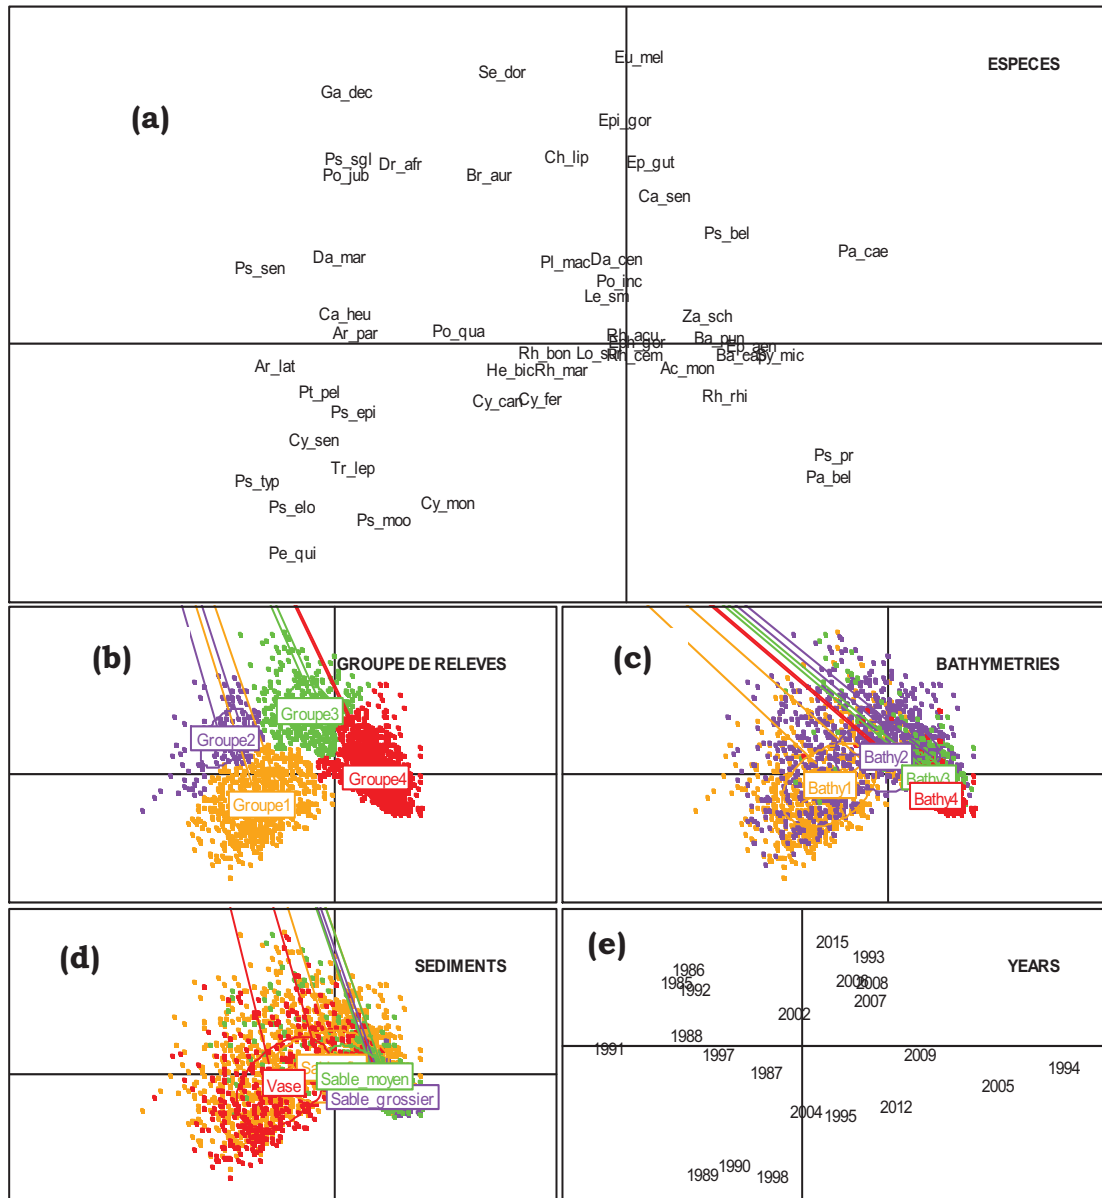 Eu_mel
ESPECES
Se_dor
Ga_dec
(a)
Epi_gor
Ps_sgl
Dr_afr
Ch_lip
Ep_gut
Po_jub
Br_aur
Ca_sen
Ps_bel
Pa_cae
Ps_sen
Da_mar
Pl_mac
Da_cen
Po_inc
Le_sm
Ca_heu
Za_sch
Ar_par
Po_qua
Rh_acu
Ba_pun
Rh_bon
Rh_cem
Ar_lat
He_bic
Rh_mar
Ac_mon
Pt_pel
Ps_epi
Cy_can
Cy_fer
Rh_rhi
Cy_sen
Tr_lep
Ps_pr
Pa_bel
Ps_typ
Ps_elo
Ps_moo
Cy_mon
Pe_qui
(b)
GROUPE DE RELEVES
Groupe3
Groupe2
Groupe4
Groupe1
(c)
BATHYMETRIES
Bathy2
Bathy1
Bathy3
Bathy4
(d)
SEDIMENTS
Sable_moyen
Vase
Sable_grossier
(e)
YEARS
2015
1993
1986
1985
1992
2008
2007
2002
1988
1991
1997
2009
1987
1994
2005
2004
1995
2012
1989
1990
1998